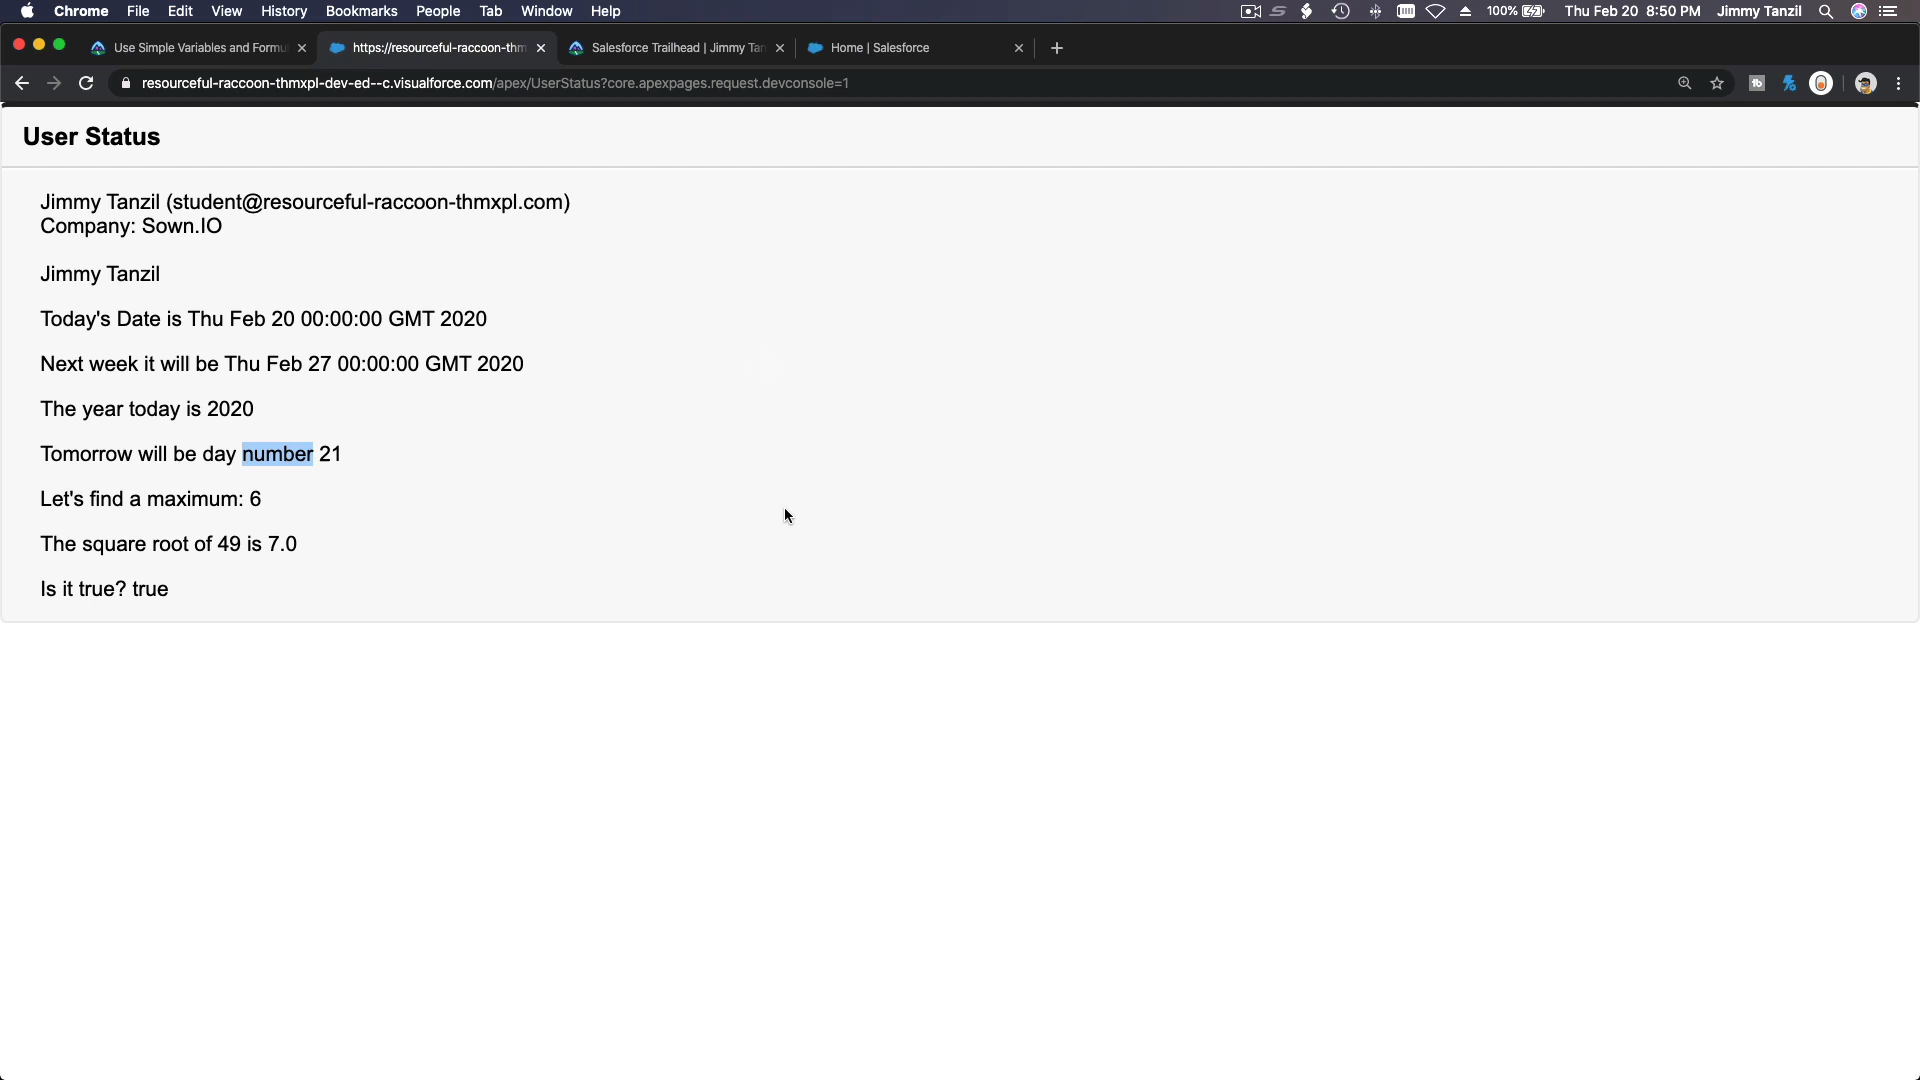 Chrome File Edit View History Bookmarks People Tab Window Help 100% Thu Feb 20 8:50 PM Jimmy Tanzil
Use Simple Variables and Formu https://resourceful-raccoon-thm Salesforce Trailhead | Jimmy Tan Home | Salesforce
resourceful-raccoon-thmxpl-dev-ed--c.visualforce.com/apex/UserStatus?core.apexpages.request.devconsole=1
User Status
Jimmy Tanzil (student@resourceful-raccoon-thmxpl.com)
Company: Sown.IO
Jimmy Tanzil
Today's Date is Thu Feb 20 00:00:00 GMT 2020
Next week it will be Thu Feb 27 00:00:00 GMT 2020
The year today is 2020
Tomorrow will be day number 21
Let's find a maximum: 6
The square root of 49 is 7.0
Is it true? true